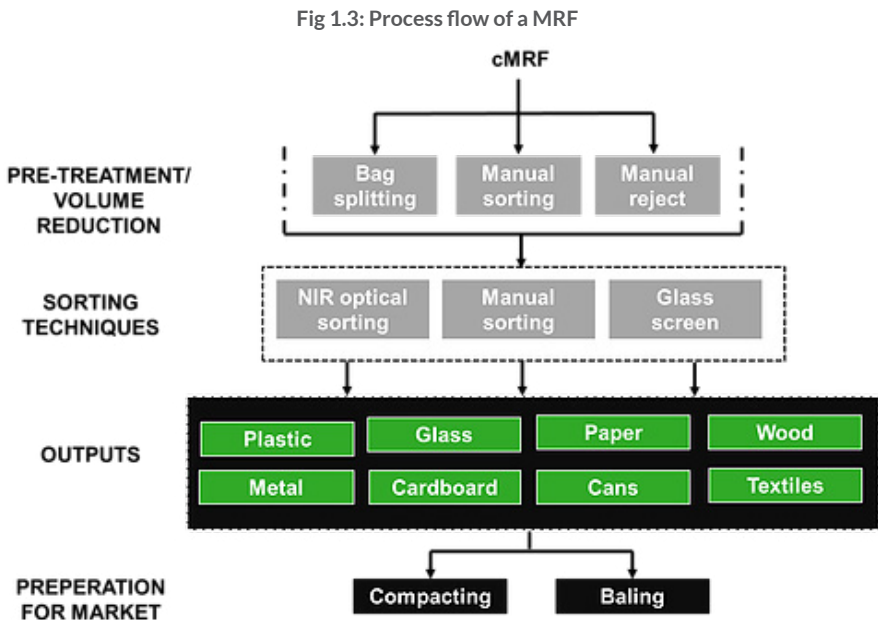 Fig 1.3: Process flow of a MRF
cMRF
PRE-TREATMENT/
VOLUME
REDUCTION
Bag
splitting
Manual
sorting
Manual
reject
SORTING
TECHNIQUES
NIR optical
sorting
Manual
sorting
Glass
screen
OUTPUTS
Plastic
Glass
Paper
Wood
Metal
Cardboard
Cans
Textiles
PREPERATION
FOR MARKET
Compacting
Baling